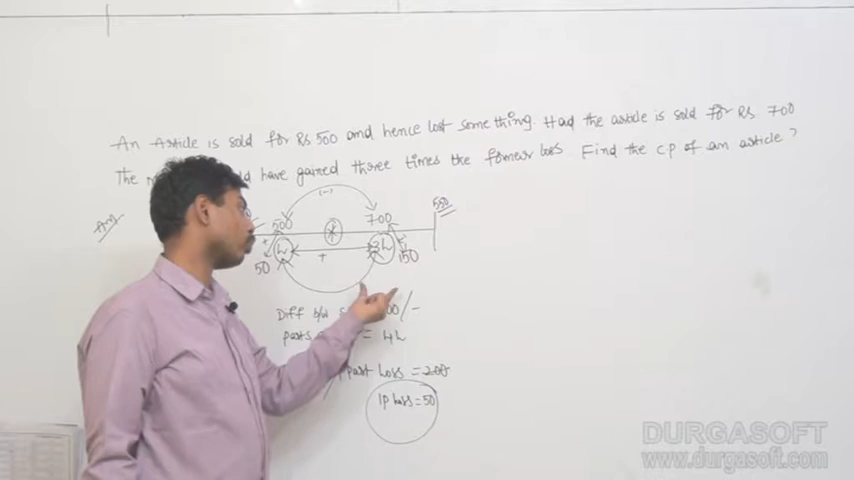 An Article is sold for Rs 500 and hence lost something. Had the article is sold for Rs 700
The have gained three times the former loss. Find the CP of an article?
Ans
(-)
500 700 550
L + 3L
50 150
Diff b/w
parts = 4L
part Loss = 200
1p Loss = 50
DURGASOFT
www.durgasoft.com